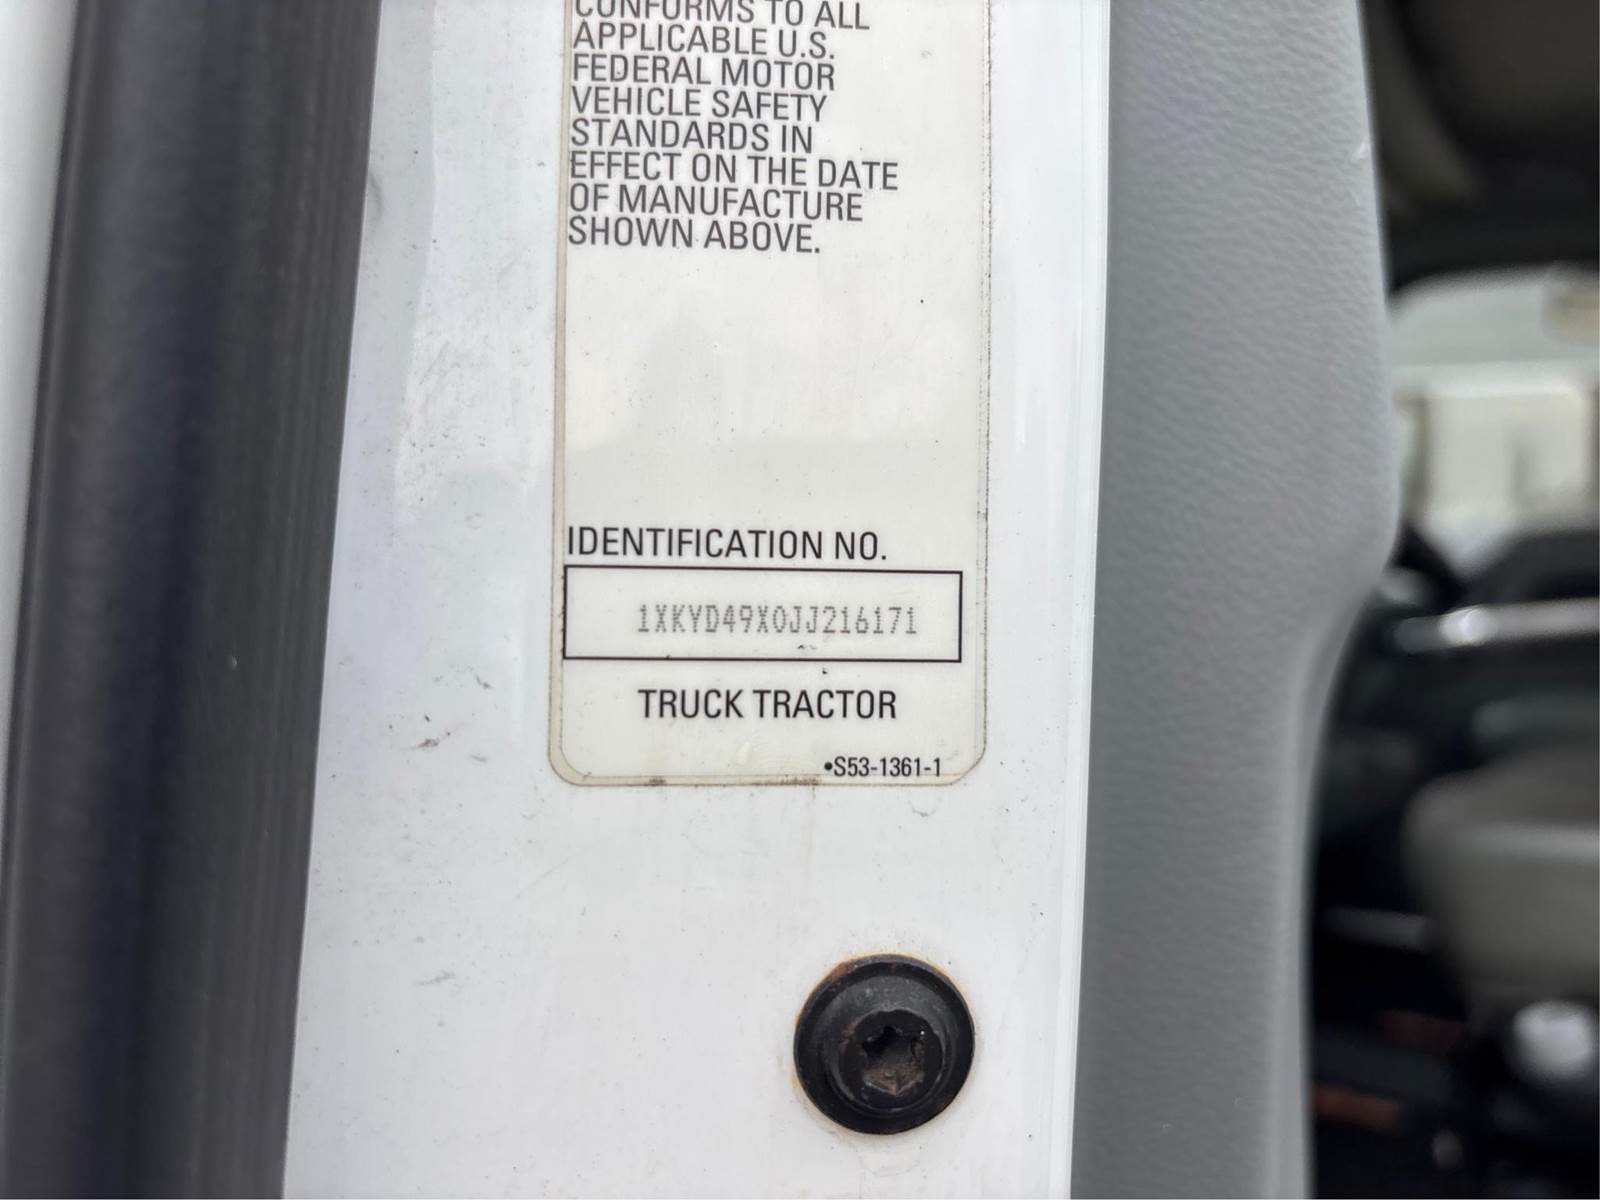 CONFORMS TO ALL
APPLICABLE U.S.
FEDERAL MOTOR
VEHICLE SAFETY
STANDARDS IN
EFFECT ON THE DATE
OF MANUFACTURE
SHOWN ABOVE.
IDENTIFICATION NO.
1XKYD49X0JJ216171
TRUCK TRACTOR
•S53-1361-1